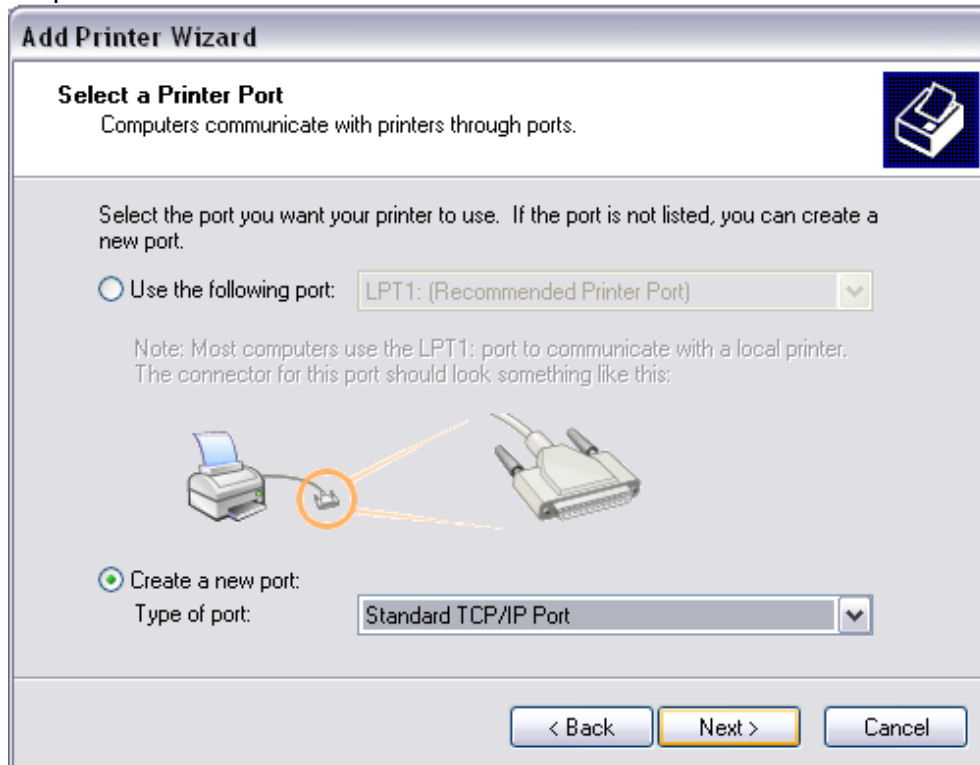 Add Printer Wizard
Select a Printer Port
Computers communicate with printers through ports.
Select the port you want your printer to use. If the port is not listed, you can create a
new port.
Use the following port:
LPT1: (Recommended Printer Port)
Note: Most computers use the LPT1: port to communicate with a local printer.
The connector for this port should look something like this:
Create a new port:
Type of port:
Standard TCP/IP Port
< Back
Next >
Cancel